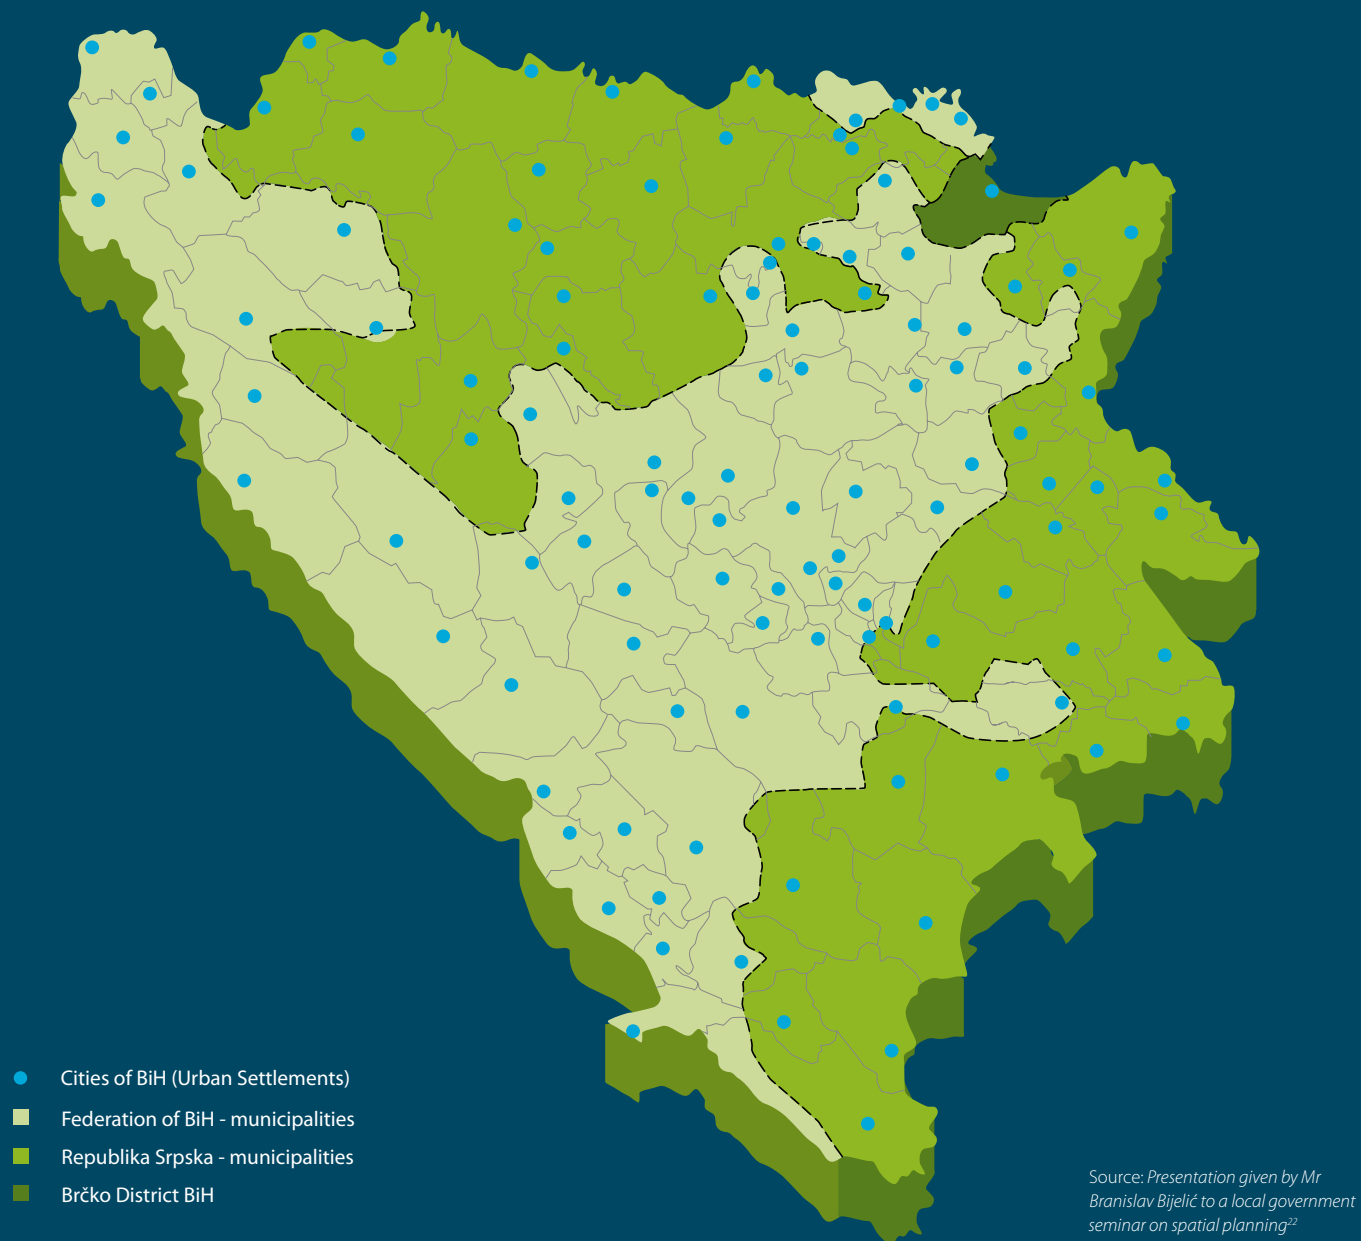 Cities of BiH (Urban Settlements)
Federation of BiH - municipalities
Republika Srpska - municipalities
Brčko District BiH
Source: Presentation given by Mr
Branislav Bijelić to a local government
seminar on spatial planning22